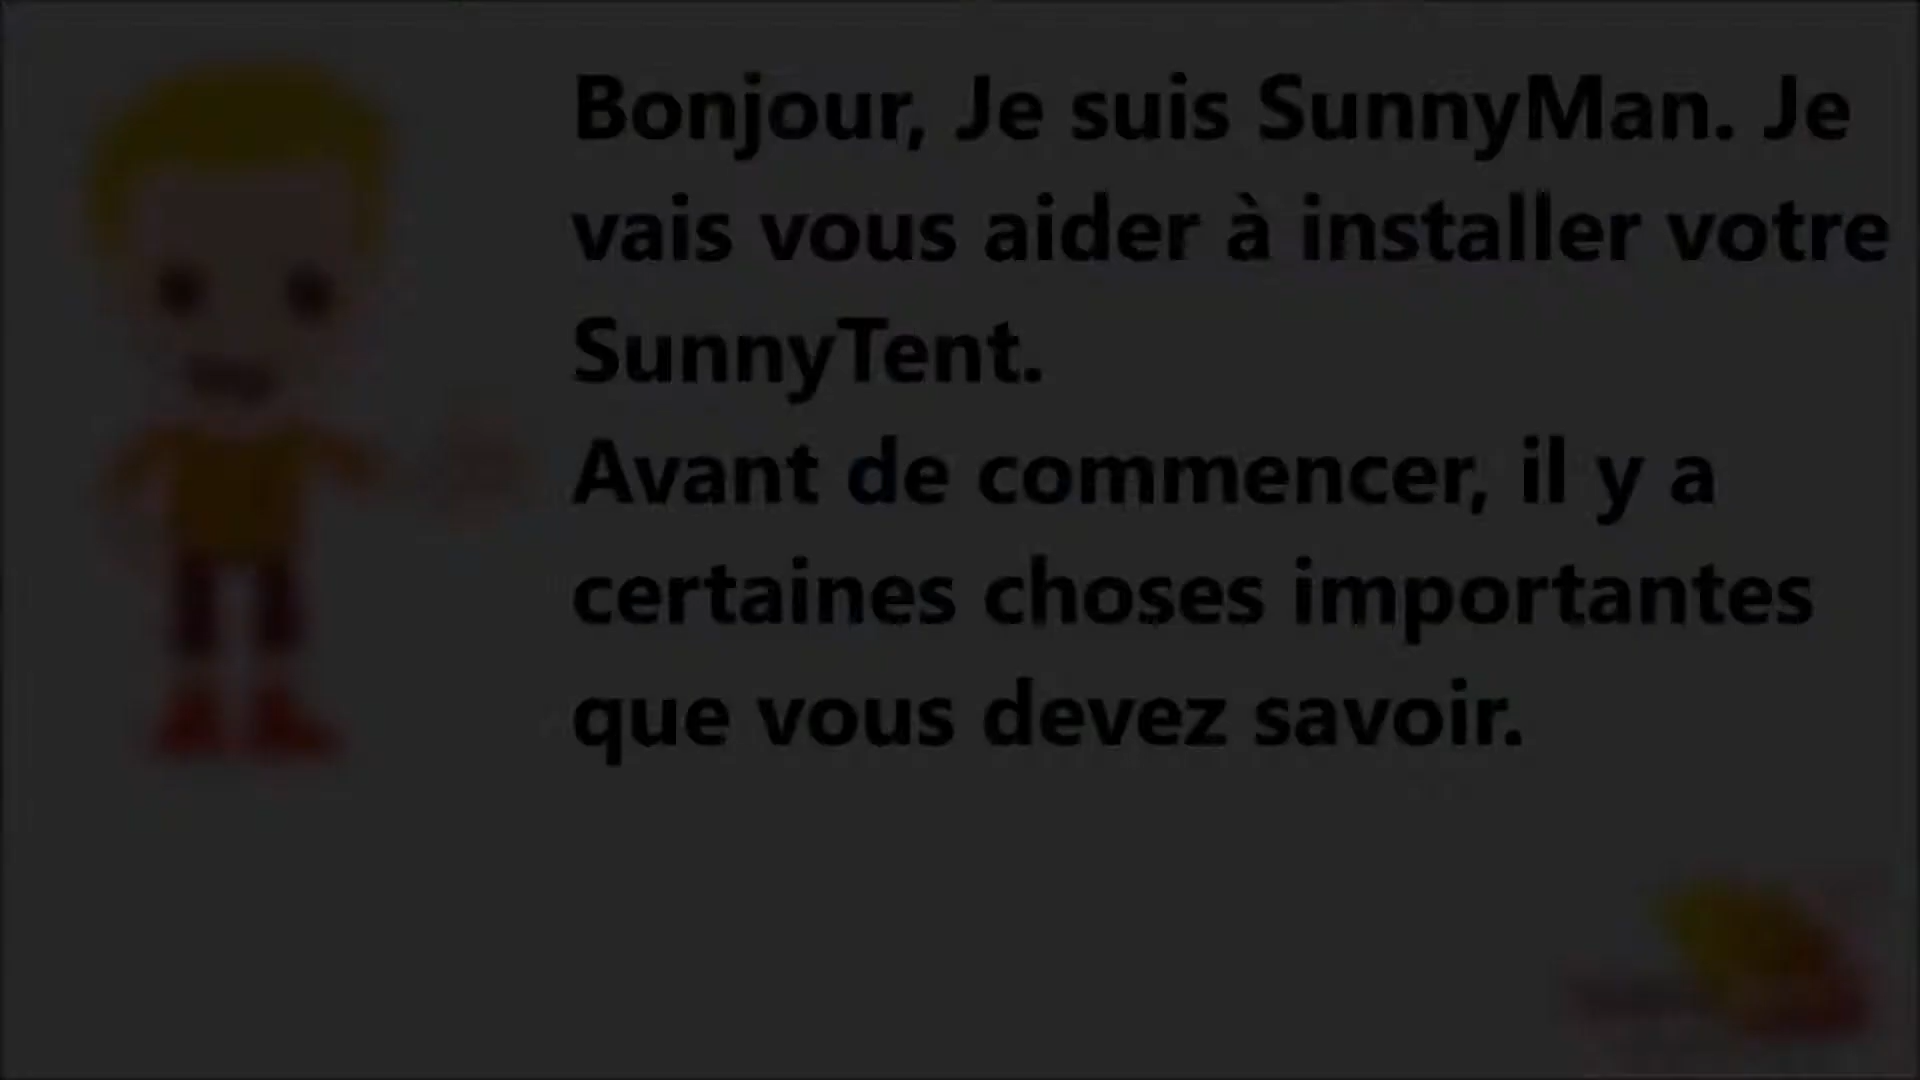 Bonjour, Je suis SunnyMan. Je
vais vous aider à installer votre
SunnyTent.
Avant de commencer, il y a
certaines choses importantes
que vous devez savoir.